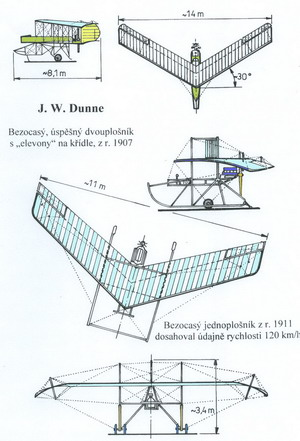 ~14 m
~8,1 m
~30°
J. W. Dunne
Bezocasý, úspěšný dvouplošník
s „elevony“ na křídle, z r. 1907
~11 m
Bezocasý jednoplošník z r. 1911
dosahoval údajně rychlosti 120 km/h
~3,4 m